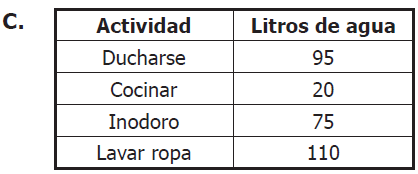 C.
Actividad Litros de agua
Ducharse 95
Cocinar 20
Inodoro 75
Lavar ropa 110